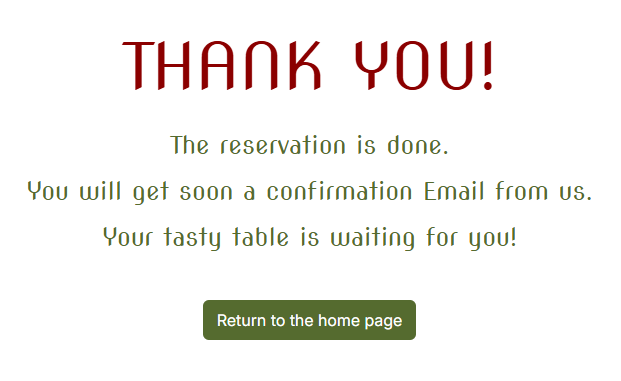 THANK YOU!
The reservation is done.
You will get soon a confirmation Email from us.
Your tasty table is waiting for you!
Return to the home page